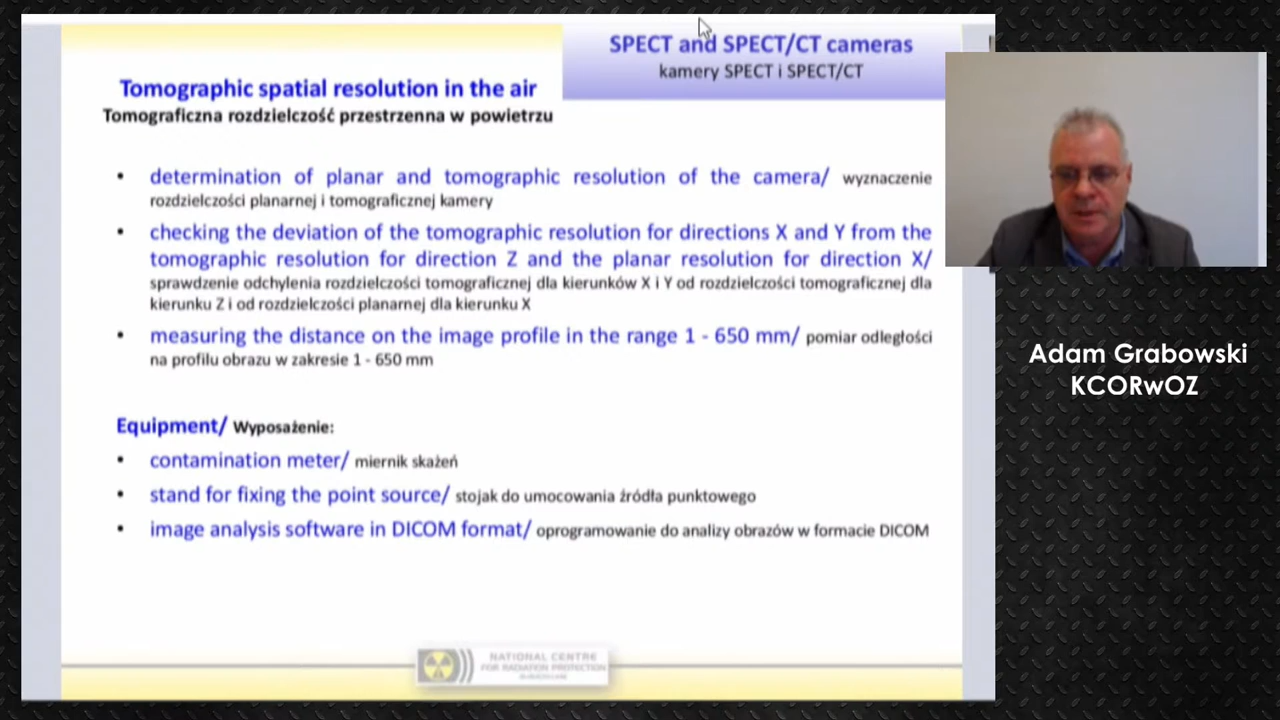 SPECT and SPECT/CT cameras
kamery SPECT i SPECT/CT
Tomographic spatial resolution in the air
Tomograficzna rozdzielczość przestrzenna w powietrzu
• determination of planar and tomographic resolution of the camera/ wyznaczenie
rozdzielczości planarnej i tomograficznej kamery
• checking the deviation of the tomographic resolution for directions X and Y from the
tomographic resolution for direction Z and the planar resolution for direction X/
sprawdzenie odchylenia rozdzielczości tomograficznej dla kierunków X i Y od rozdzielczości tomograficznej dla
kierunku Z i od rozdzielczości planarnej dla kierunku X
• measuring the distance on the image profile in the range 1 - 650 mm/ pomiar odległości
na profilu obrazu w zakresie 1 - 650 mm
Equipment/ Wyposażenie:
• contamination meter/ miernik skażeń
• stand for fixing the point source/ stojak do umocowania źródła punktowego
• image analysis software in DICOM format/ oprogramowanie do analizy obrazów w formacie DICOM
NATIONAL CENTRE
FOR RADIATION PROTECTION
Adam Grabowski
KCORwOZ